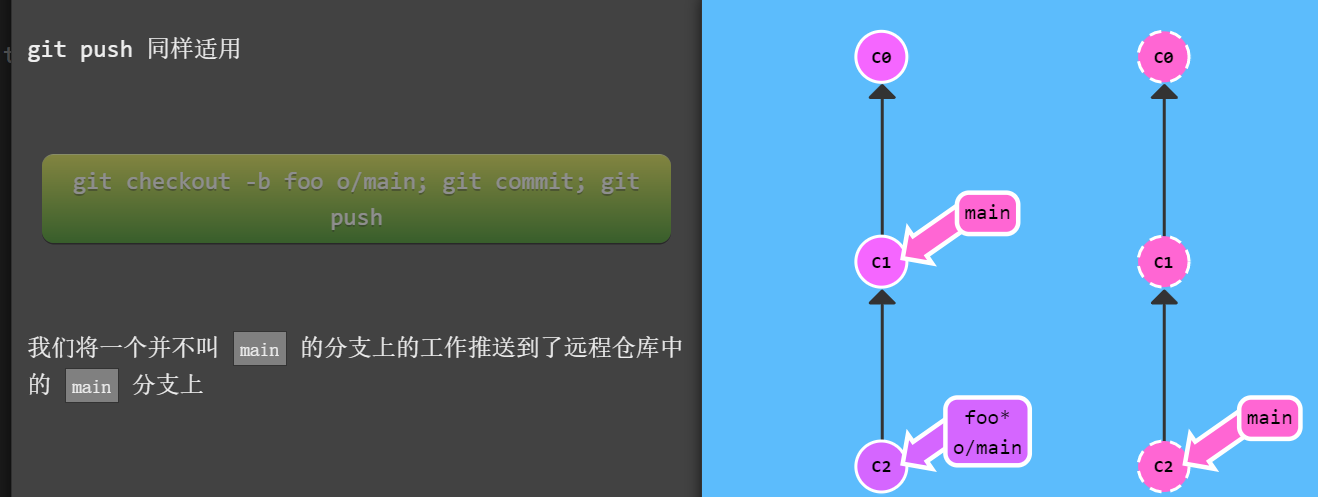 git push 同样适用
git checkout -b foo o/main; git commit; git
push
我们将一个并不叫 main 的分支上的工作推送到了远程仓库中
的 main 分支上
C0
main
C1
foo*
o/main
C2
C0
C1
main
C2